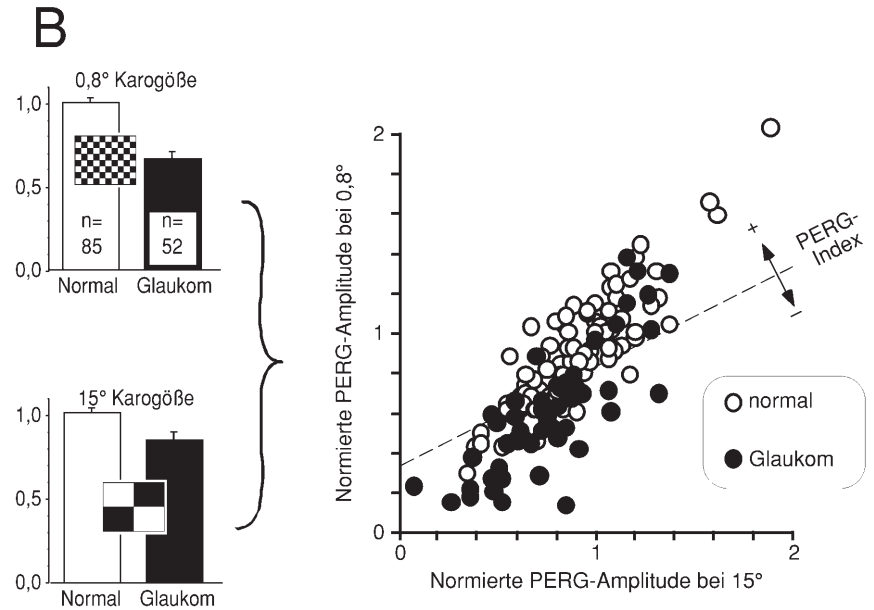 B
0,8° Karogöße
1,0
0,5
0,0
n=
85
n=
52
Normal
Glaukom
15° Karogöße
1,0
0,5
0,0
Normal
Glaukom
Normierte PERG-Amplitude bei 0,8°
2
1
0
0
1
2
Normierte PERG-Amplitude bei 15°
+
PERG-
Index
–
normal
Glaukom